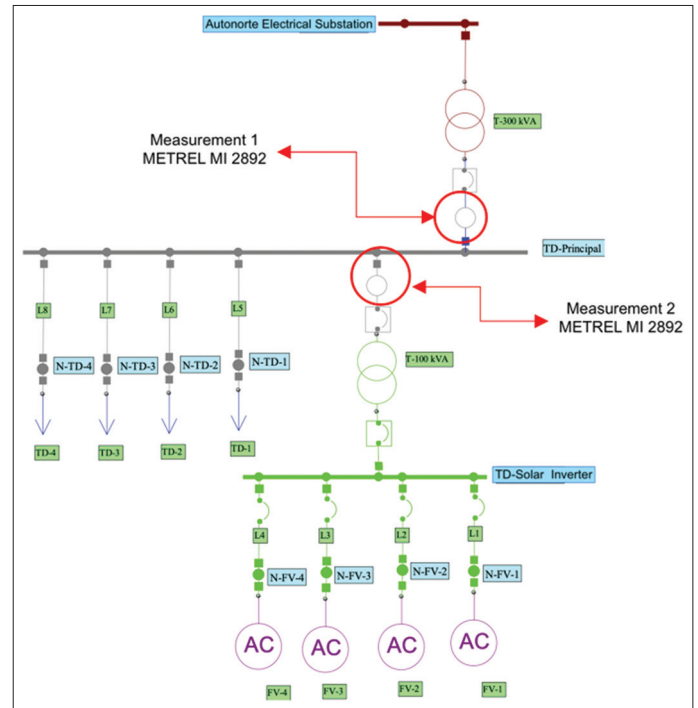 Autonorte Electrical Substation
T-300 kVA
Measurement 1
METREL MI 2892
TD-Principal
L8
L7
L6
L5
Measurement 2
METREL MI 2892
T-100 kVA
N-TD-4
N-TD-3
N-TD-2
N-TD-1
TD-4
TD-3
TD-2
TD-1
TD-Solar Inverter
L4
L3
L2
L1
N-FV-4
N-FV-3
N-FV-2
N-FV-1
AC
AC
AC
AC
FV-4
FV-3
FV-2
FV-1